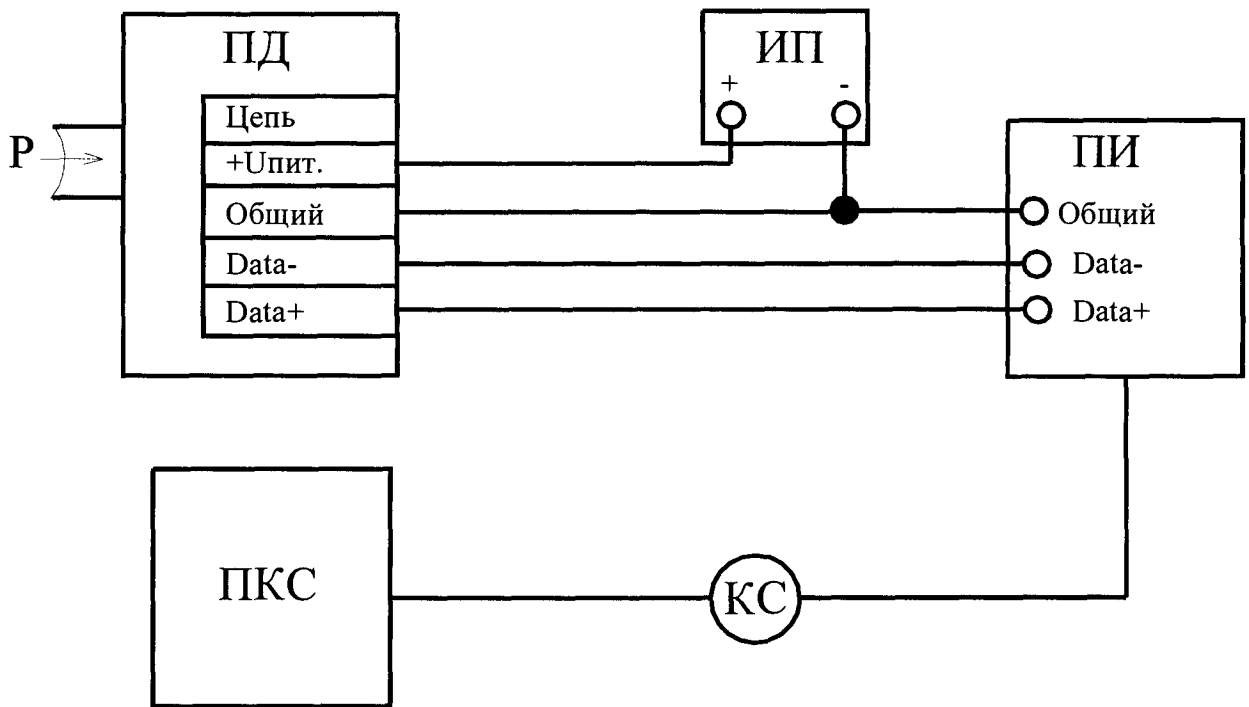 ПД
ИП
+ -
ПИ
Р
Цепь
+Uпит.
Общий
Data-
Data+
Общий
Data-
Data+
ПКС
КС